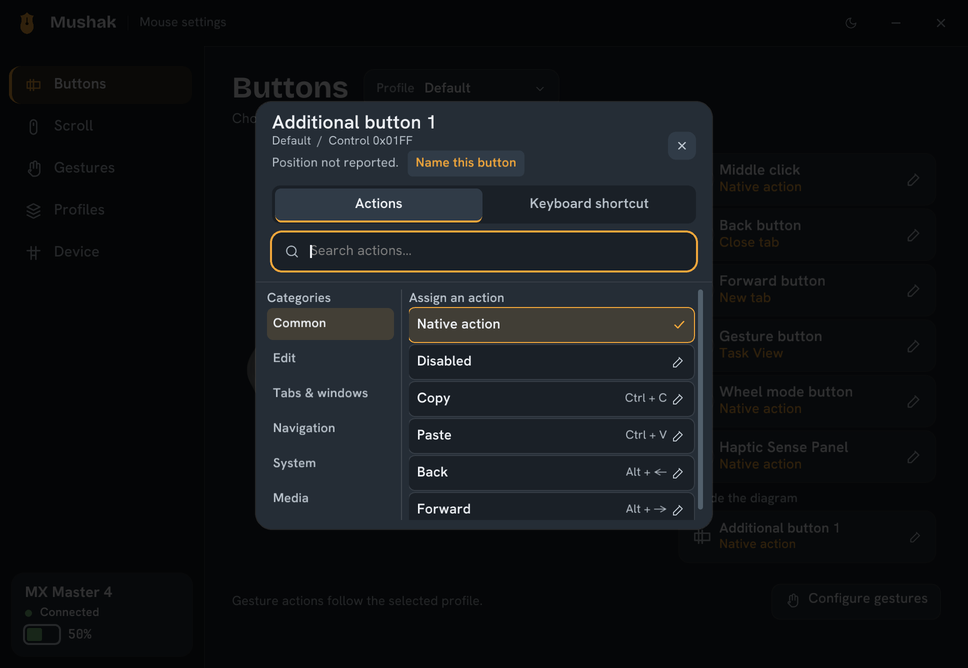 Mushak
Mouse settings
Buttons
Scroll
Gestures
Profiles
Device
MX Master 4
Connected
50%
Buttons
Profile Default
Additional button 1
Default / Control 0x01FF
Position not reported.
Name this button
Actions
Keyboard shortcut
Search actions...
Categories
Common
Edit
Tabs & windows
Navigation
System
Media
Assign an action
Native action
Disabled
Copy Ctrl + C
Paste Ctrl + V
Back Alt + ←
Forward Alt + →
Middle click
Native action
Back button
Close tab
Forward button
New tab
Gesture button
Task View
Wheel mode button
Native action
Haptic Sense Panel
Native action
the diagram
Additional button 1
Native action
Gesture actions follow the selected profile.
Configure gestures